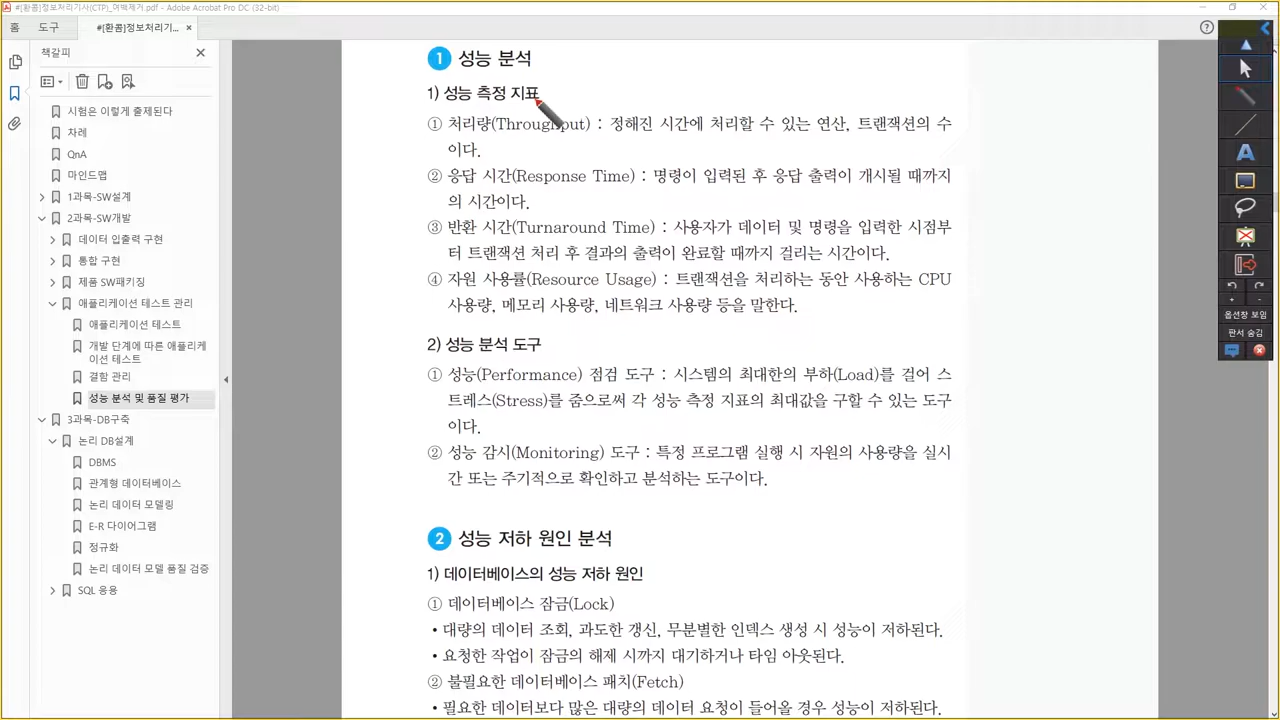 #[환콤]정보처리기사(CTP)_여백제거.pdf - Adobe Acrobat Pro DC (32-bit)
홈
도구
#[환콤]정보처리기...
책갈피
시험은 이렇게 출제된다
차례
QnA
마인드맵
1과목-SW설계
2과목-SW개발
데이터 입출력 구현
통합 구현
제품 SW패키징
애플리케이션 테스트 관리
애플리케이션 테스트
개발 단계에 따른 애플리케
이션 테스트
결함 관리
성능 분석 및 품질 평가
3과목-DB구축
논리 DB설계
DBMS
관계형 데이터베이스
논리 데이터 모델링
E-R 다이어그램
정규화
논리 데이터 모델 품질 검증
SQL 응용
1 성능 분석
1) 성능 측정 지표
① 처리량(Throughput) : 정해진 시간에 처리할 수 있는 연산, 트랜잭션의 수
이다.
② 응답 시간(Response Time) : 명령이 입력된 후 응답 출력이 개시될 때까지
의 시간이다.
③ 반환 시간(Turnaround Time) : 사용자가 데이터 및 명령을 입력한 시점부
터 트랜잭션 처리 후 결과의 출력이 완료할 때까지 걸리는 시간이다.
④ 자원 사용률(Resource Usage) : 트랜잭션을 처리하는 동안 사용하는 CPU
사용량, 메모리 사용량, 네트워크 사용량 등을 말한다.
2) 성능 분석 도구
① 성능(Performance) 점검 도구 : 시스템의 최대한의 부하(Load)를 걸어 스
트레스(Stress)를 줌으로써 각 성능 측정 지표의 최대값을 구할 수 있는 도구
이다.
② 성능 감시(Monitoring) 도구 : 특정 프로그램 실행 시 자원의 사용량을 실시
간 또는 주기적으로 확인하고 분석하는 도구이다.
2 성능 저하 원인 분석
1) 데이터베이스의 성능 저하 원인
① 데이터베이스 잠금(Lock)
• 대량의 데이터 조회, 과도한 갱신, 무분별한 인덱스 생성 시 성능이 저하된다.
• 요청한 작업이 잠금의 해제 시까지 대기하거나 타임 아웃된다.
② 불필요한 데이터베이스 패치(Fetch)
• 필요한 데이터보다 많은 대량의 데이터 요청이 들어올 경우 성능이 저하된다.
A
옵션창 보임
판서 숨김